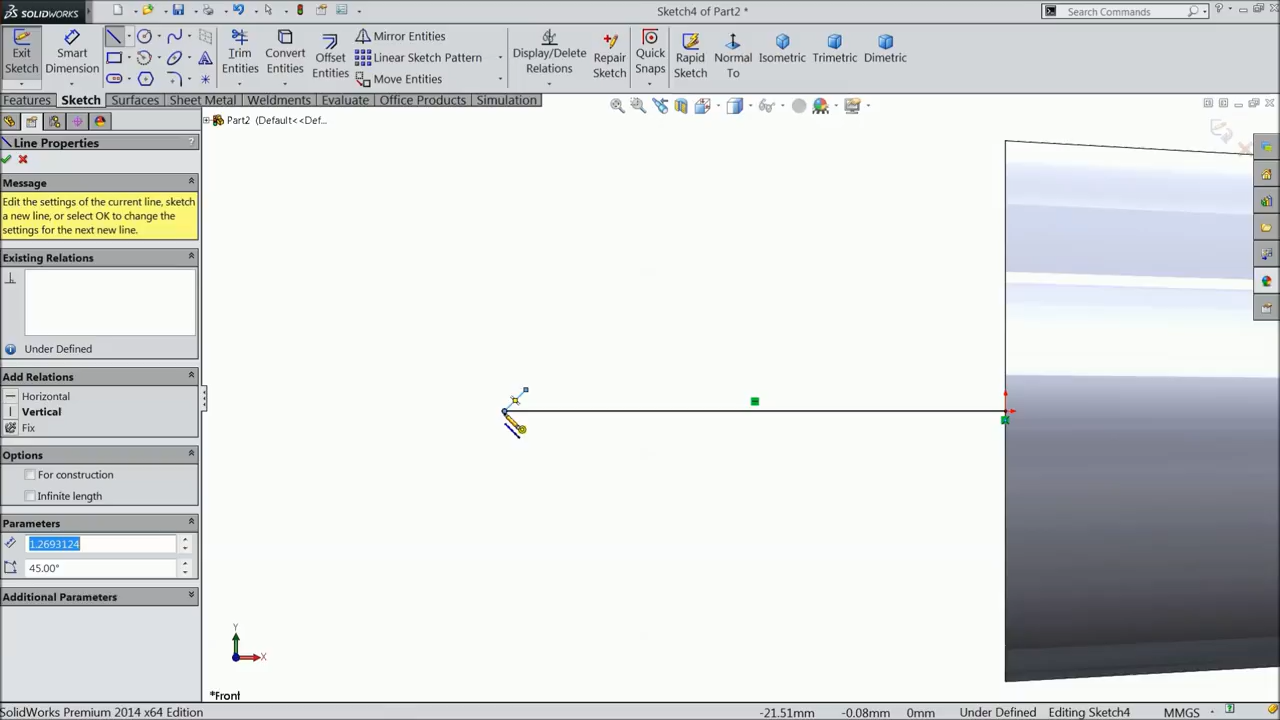 SOLIDWORKS
Sketch4 of Part2 *
Search Commands
Exit Sketch
Smart Dimension
Trim Entities
Convert Entities
Offset Entities
Mirror Entities
Linear Sketch Pattern
Move Entities
Display/Delete Relations
Repair Sketch
Quick Snaps
Rapid Sketch
Normal To
Isometric
Trimetric
Dimetric
Features
Sketch
Surfaces
Sheet Metal
Weldments
Evaluate
Office Products
Simulation
Part2 (Default<<Def...
Line Properties
?
Message
Edit the settings of the current line, sketch
a new line, or select OK to change the
settings for the next new line.
Existing Relations
Under Defined
Add Relations
Horizontal
Vertical
Fix
Options
For construction
Infinite length
Parameters
1.2693124
45.00°
Additional Parameters
Y
X
*Front
SolidWorks Premium 2014 x64 Edition
-21.51mm
-0.08mm
0mm
Under Defined
Editing Sketch4
MMGS